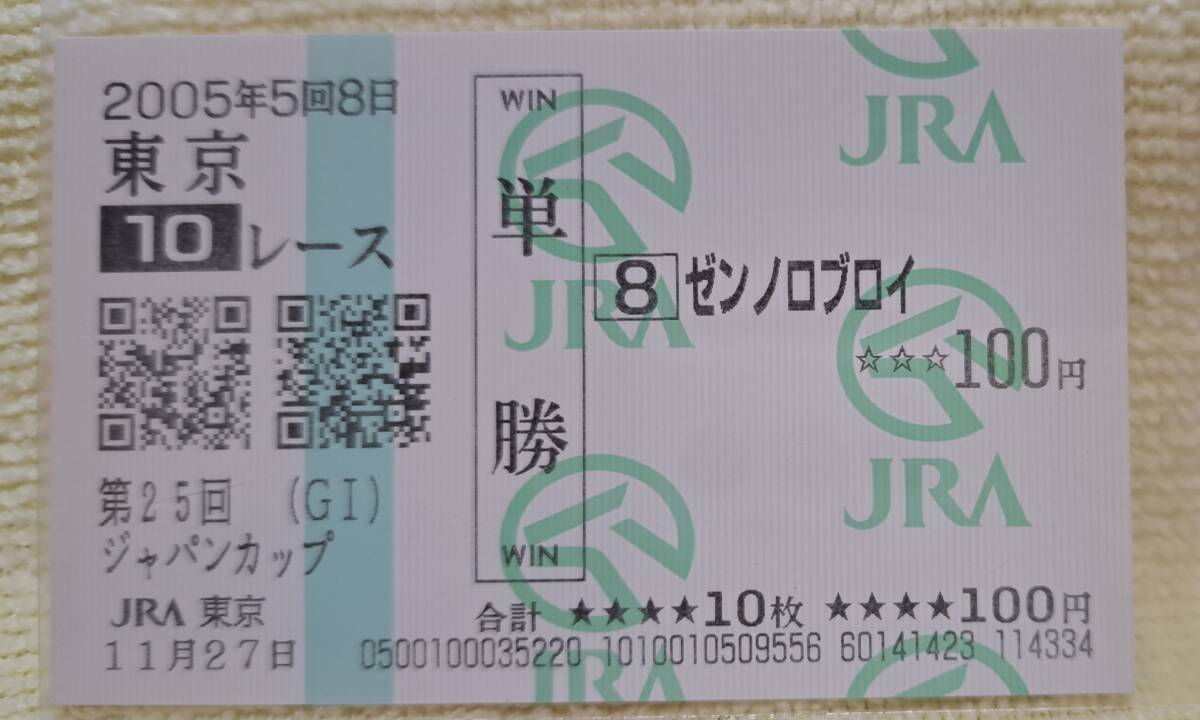 2005年5回8日
東京
10レース
第25回 (GI)
ジャパンカップ
JRA 東京
11月27日
WIN
単
勝
WIN
8 ゼンノロブロイ
☆☆☆100円
合計 ★★★★10枚 ★★★★100円
0500100035220 1010010509556 60141423 114334
JRA
JRA
JRA
JRA